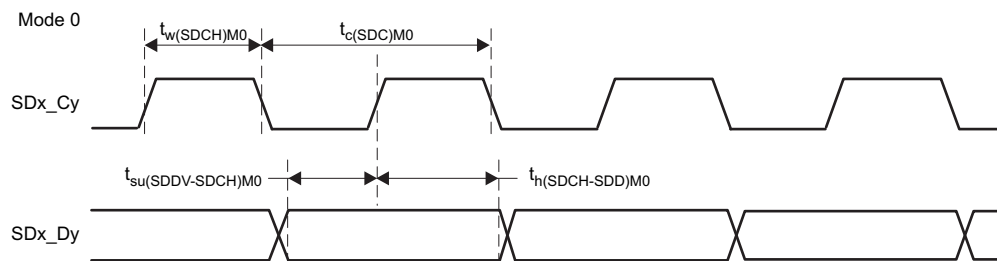 Mode 0
tw(SDCH)M0
tc(SDC)M0
SDx_Cy
tsu(SDDV-SDCH)M0
th(SDCH-SDD)M0
SDx_Dy